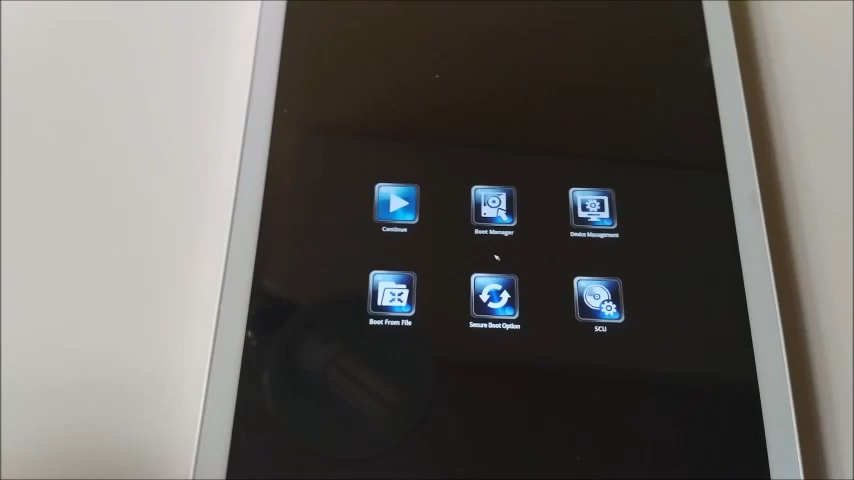 Continue
Boot Manager
Device Management
Boot From File
Secure Boot Option
SCU